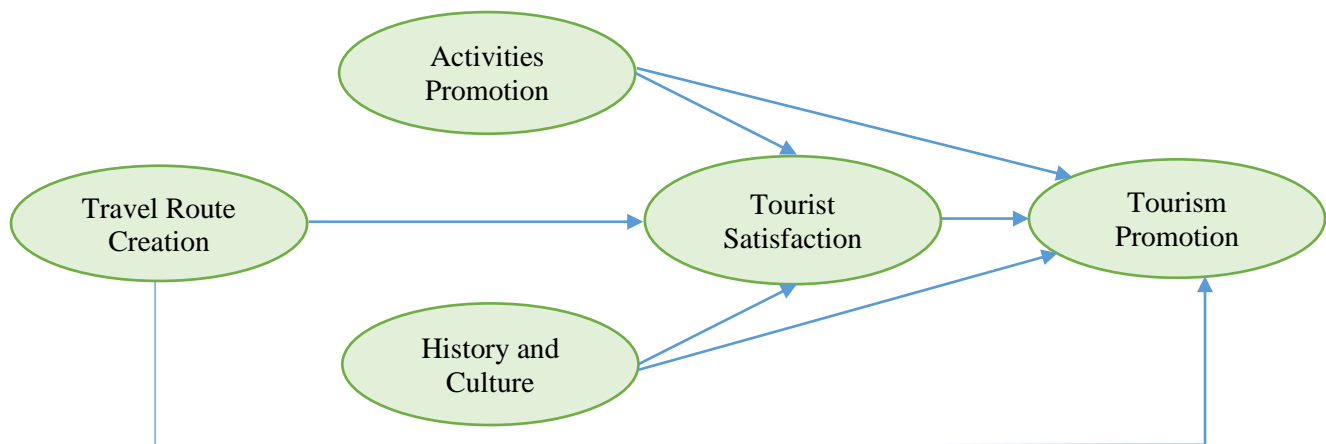 Activities
Promotion
Travel Route
Creation
Tourist
Satisfaction
Tourism
Promotion
History and
Culture